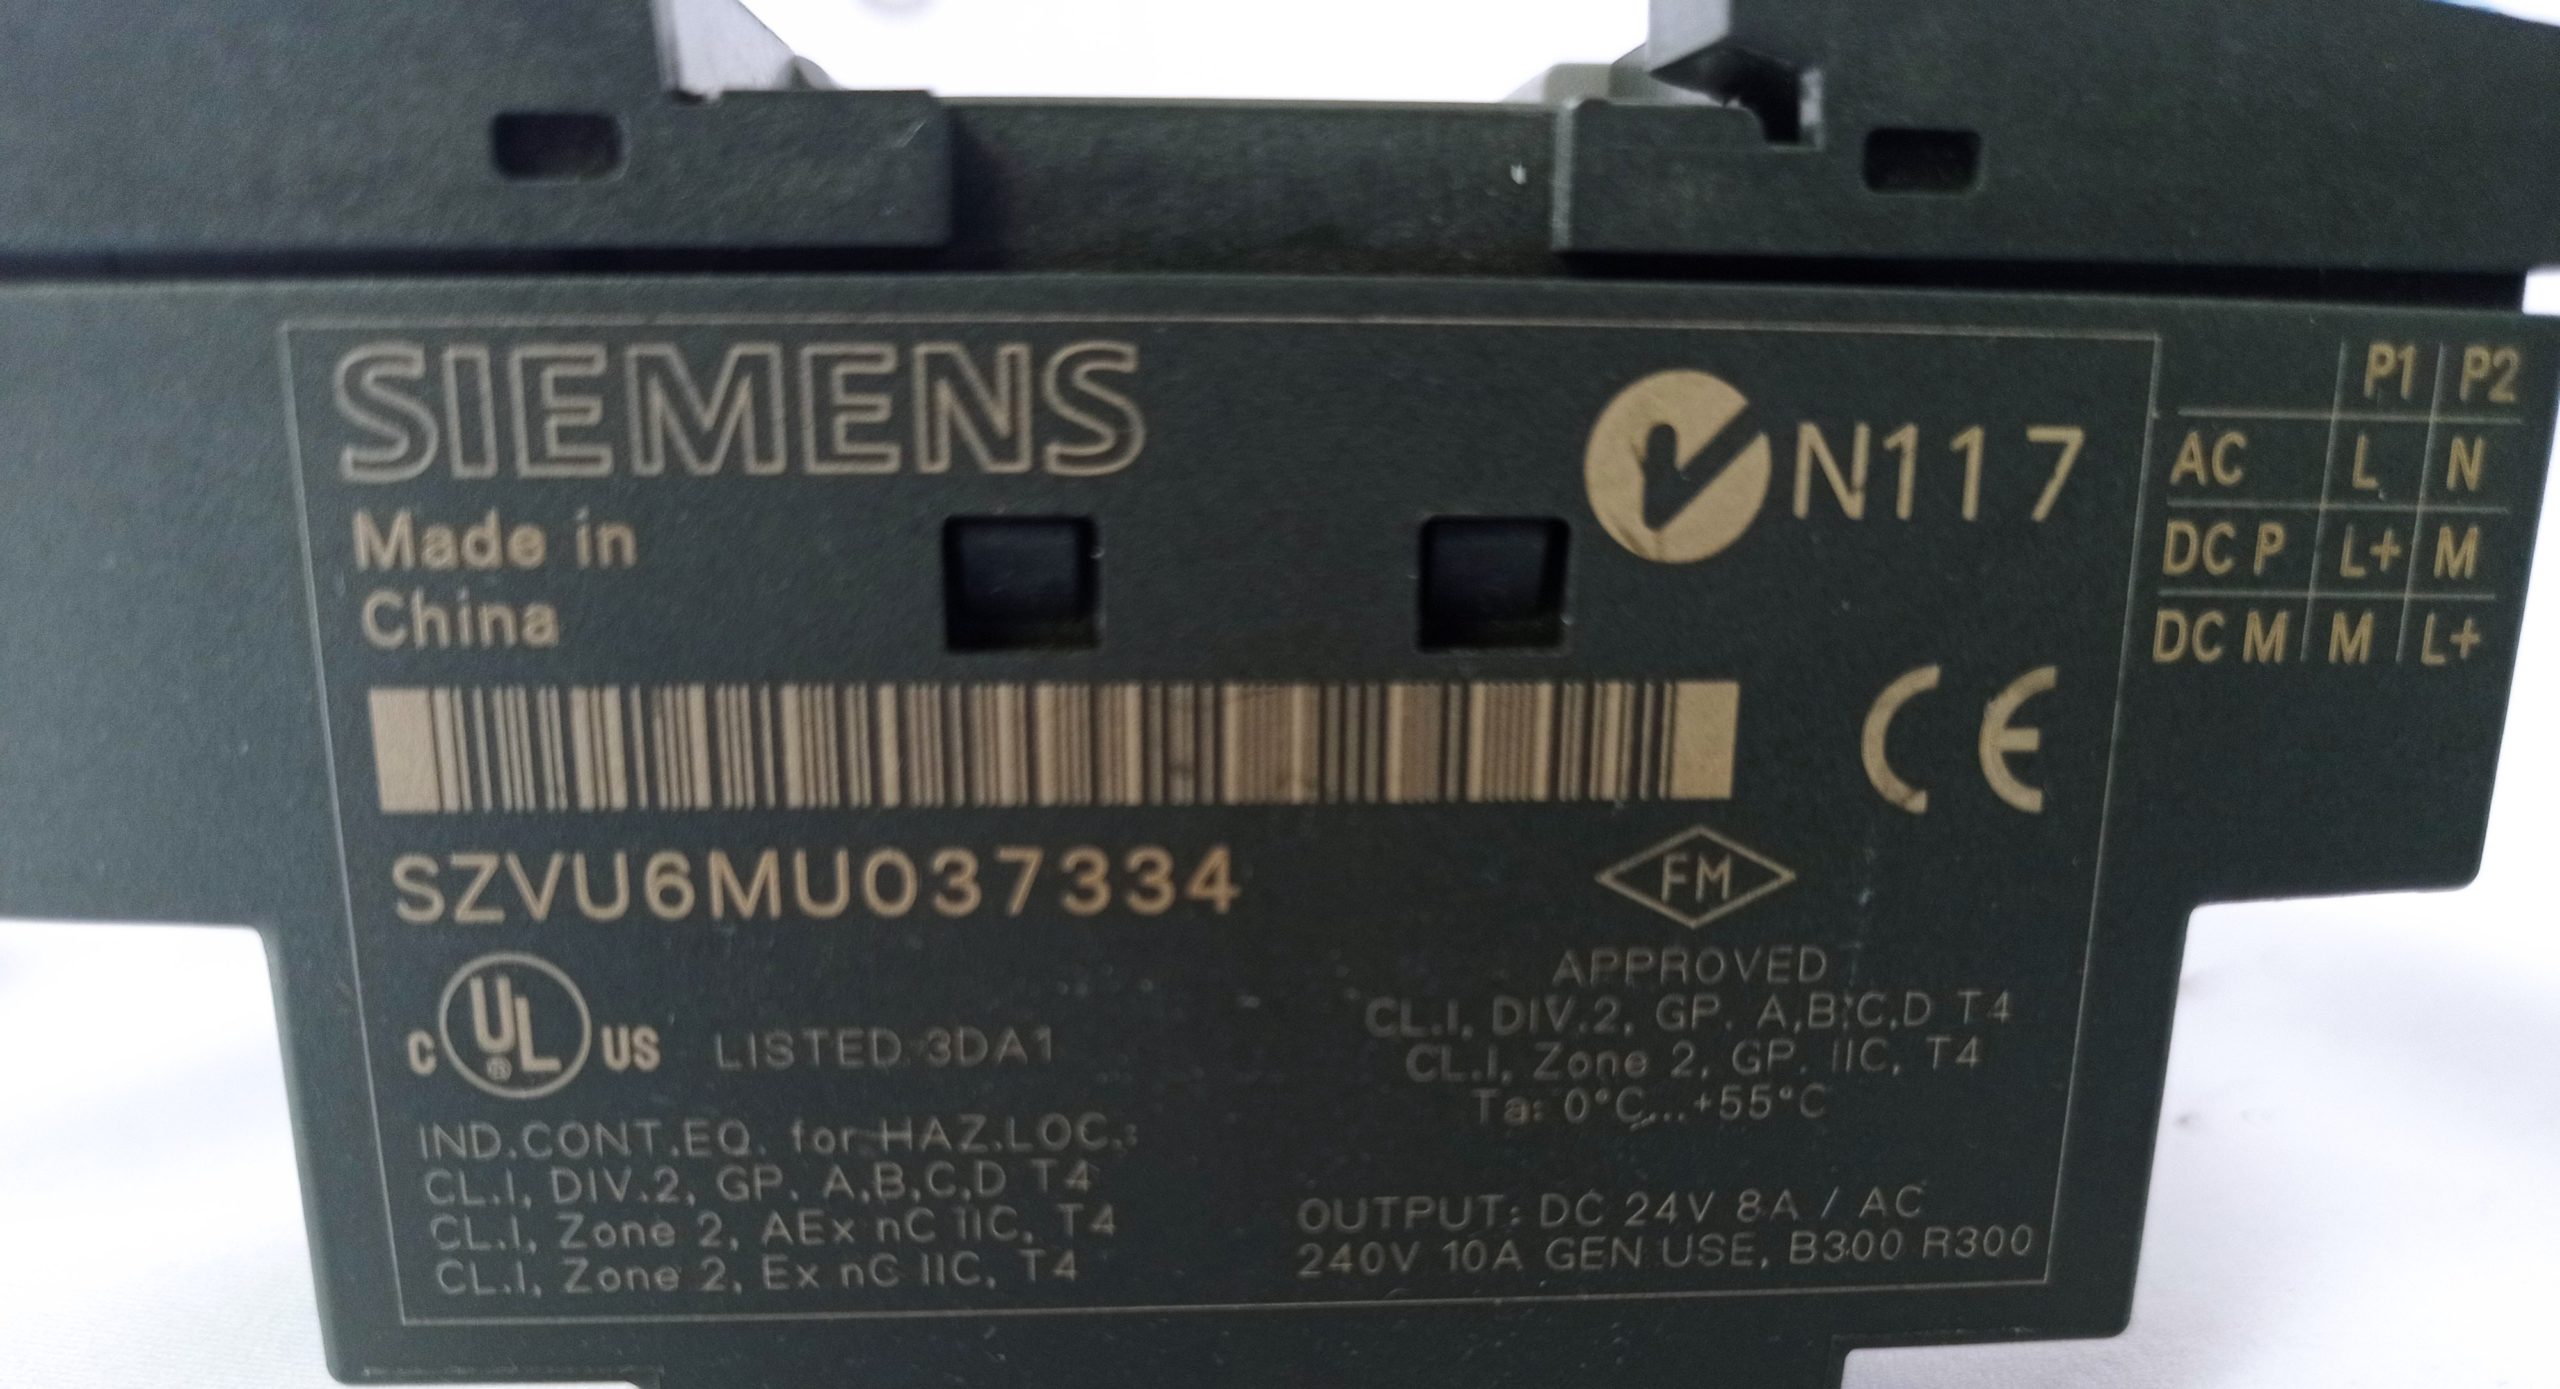 SIEMENS
Made in
China
N117
P1 P2
AC L N
DC P L+ M
DC M M L+
CE
SZVU6MU037334
FM
APPROVED
CL.I, DIV.2, GP. A,B,C,D T4
CL.I, Zone 2, GP. IIC, T4
Ta: 0°C...+55°C
C UL ® US LISTED 3DA1
IND.CONT.EQ. for HAZ.LOC.:
CL.I, DIV.2, GP. A,B,C,D T4
CL.I, Zone 2, AEx nC IIC, T4
CL.I, Zone 2, Ex nC IIC, T4
OUTPUT: DC 24V 8A / AC
240V 10A GEN USE, B300 R300